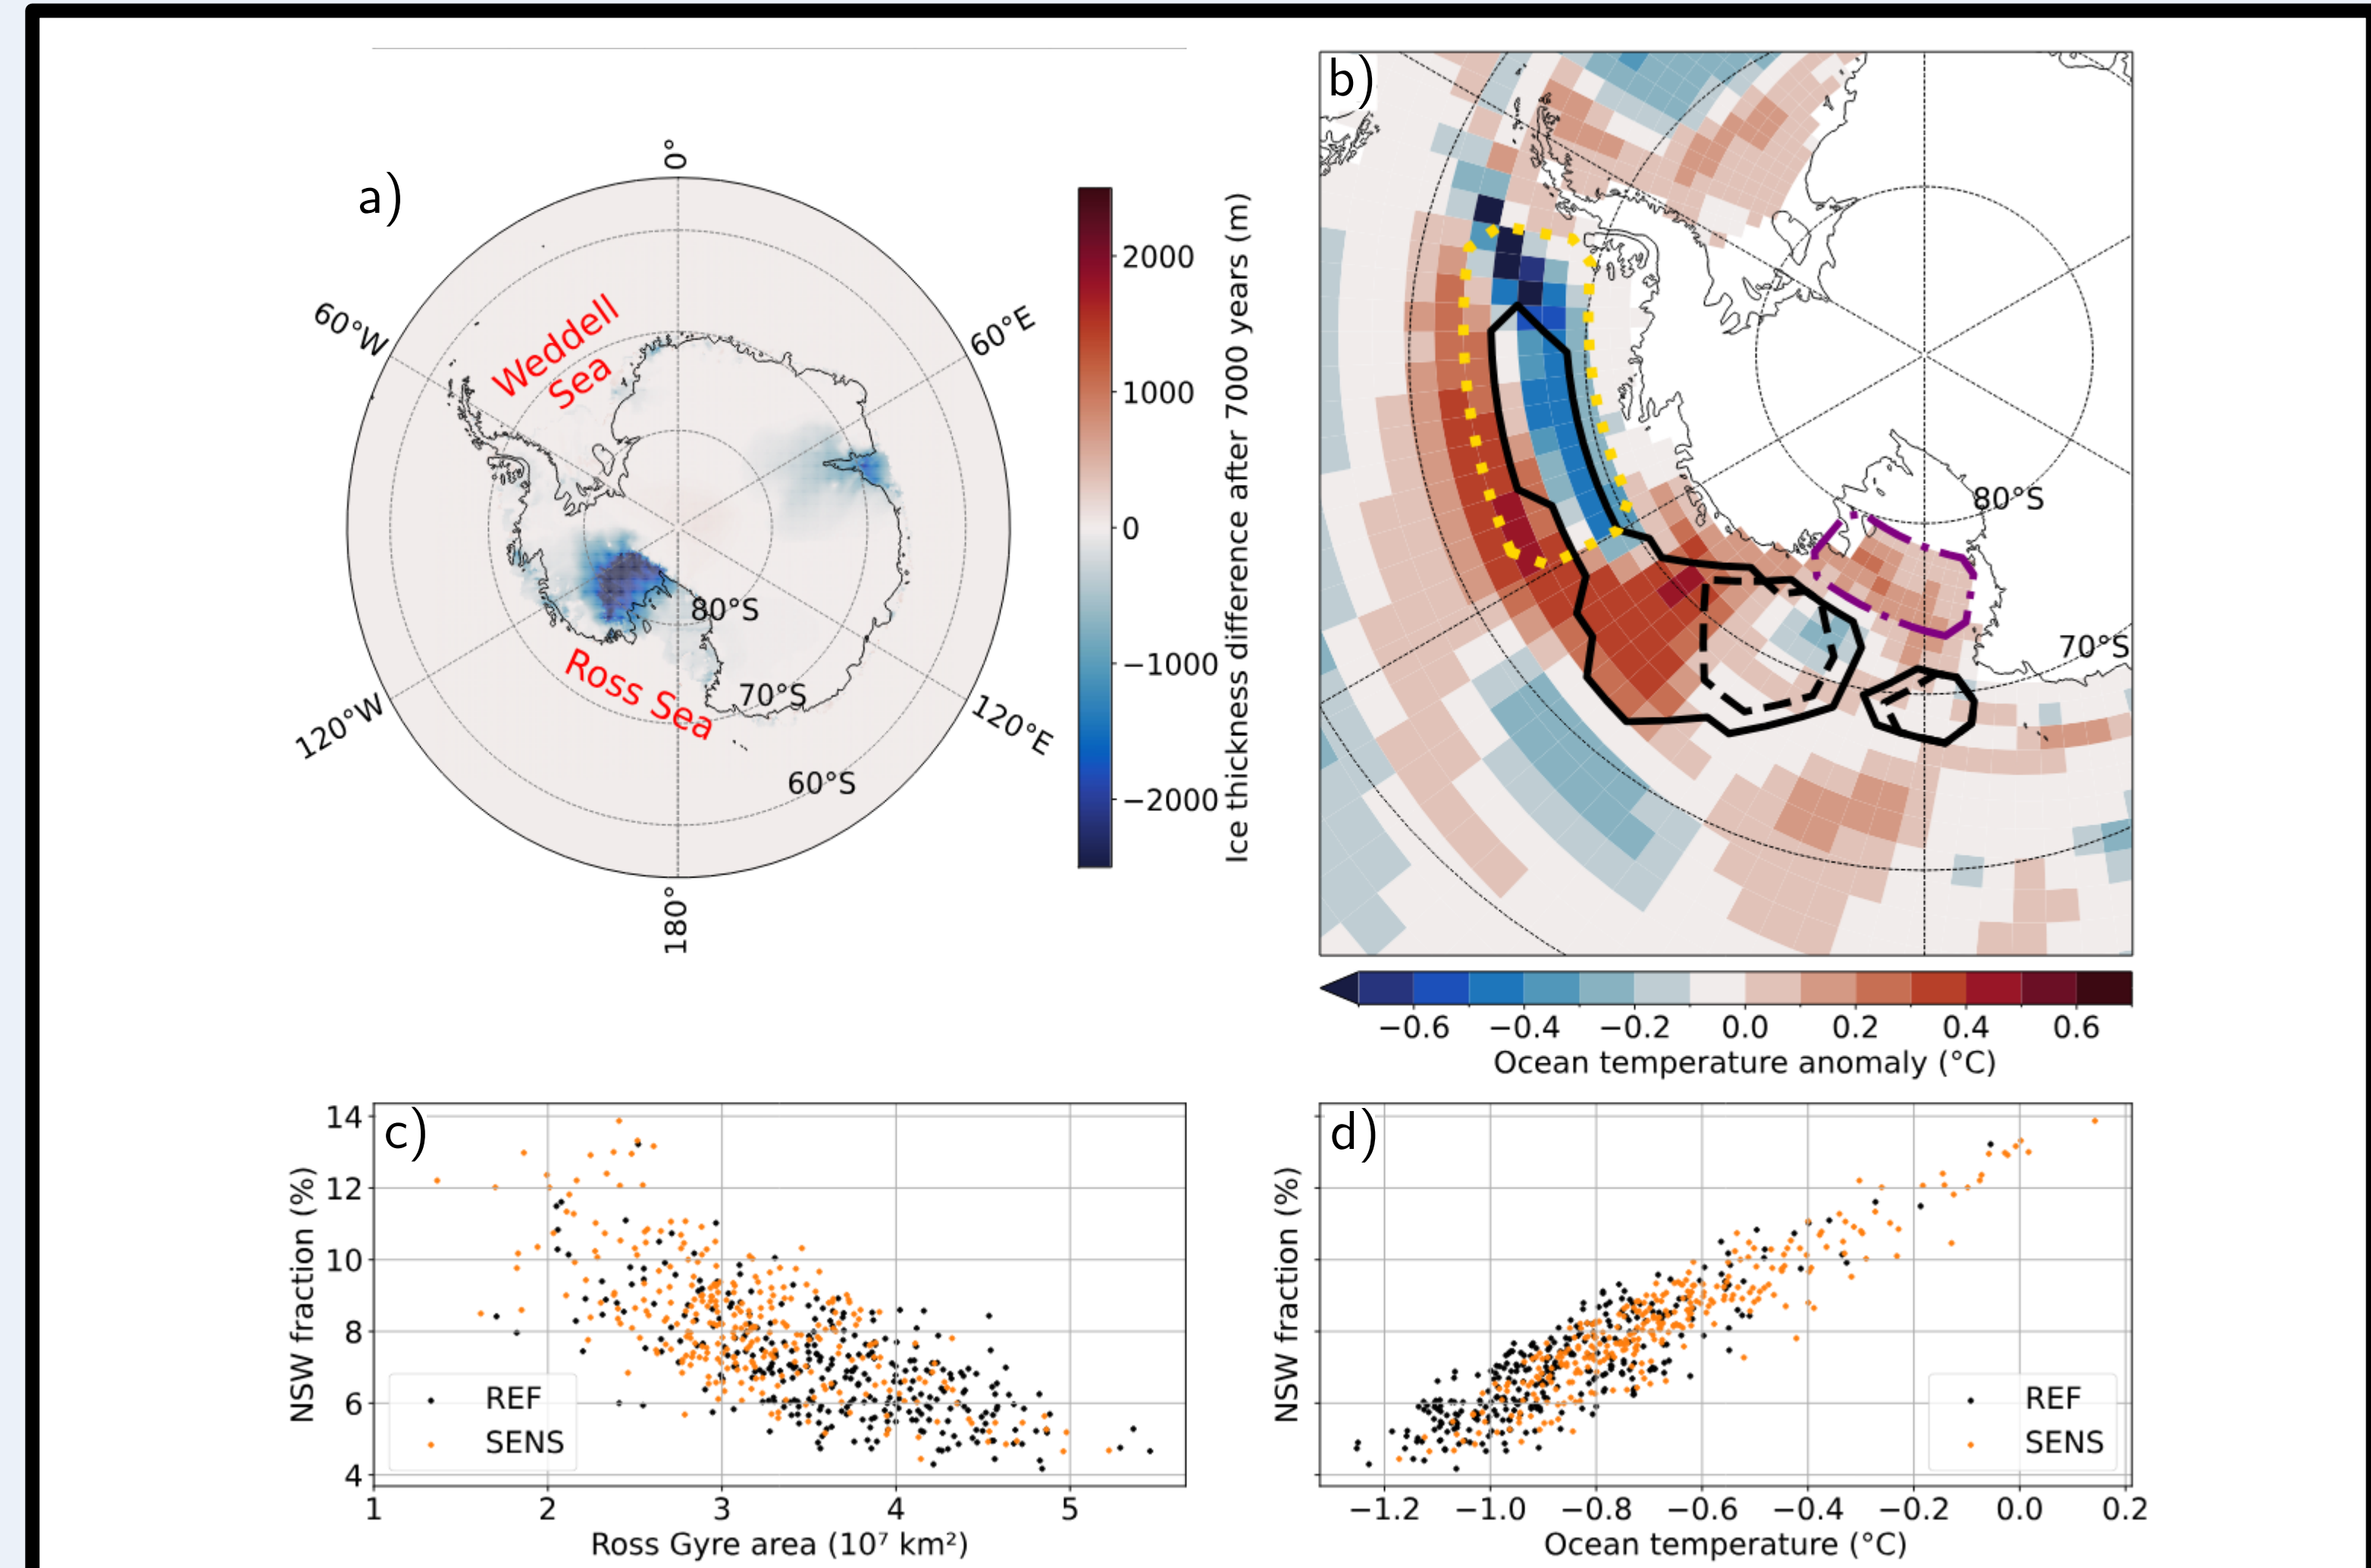 a)
0°
60°W
60°E
Weddell
Sea
80°S
Ross Sea
70°S
120°W
120°E
60°S
180°
2000
1000
0
−1000
−2000
Ice thickness difference after 7000 years (m)
b)
80°S
70°S
−0.6 −0.4 −0.2 0.0 0.2 0.4 0.6
Ocean temperature anomaly (°C)
c)
14
12
10
8
6
4
NSW fraction (%)
REF
SENS
1 2 3 4 5
Ross Gyre area (10⁷ km²)
d)
NSW fraction (%)
REF
SENS
−1.2 −1.0 −0.8 −0.6 −0.4 −0.2 0.0 0.2
Ocean temperature (°C)